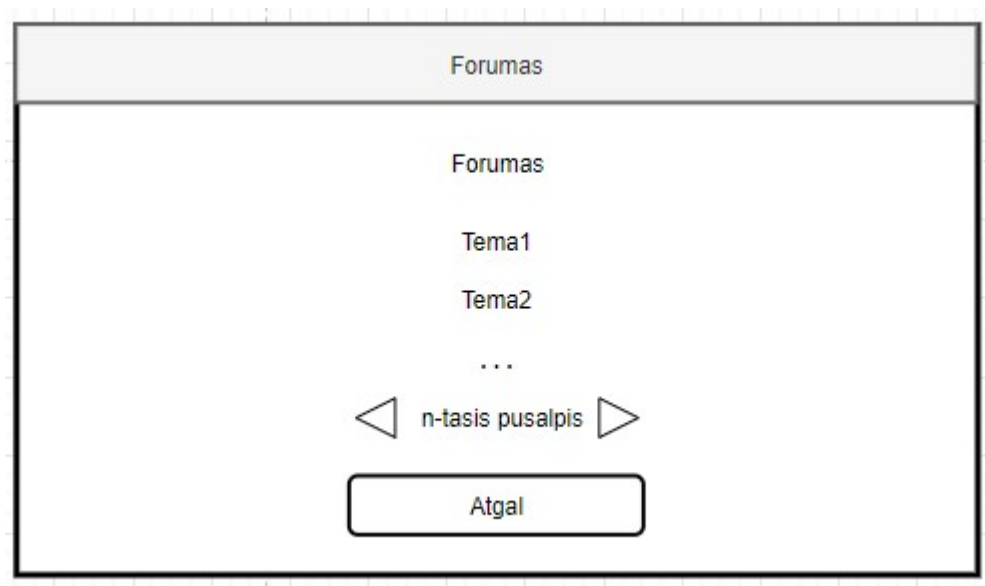 Forumas
Forumas
Tema1
Tema2
...
n-tasis pusalpis
Atgal